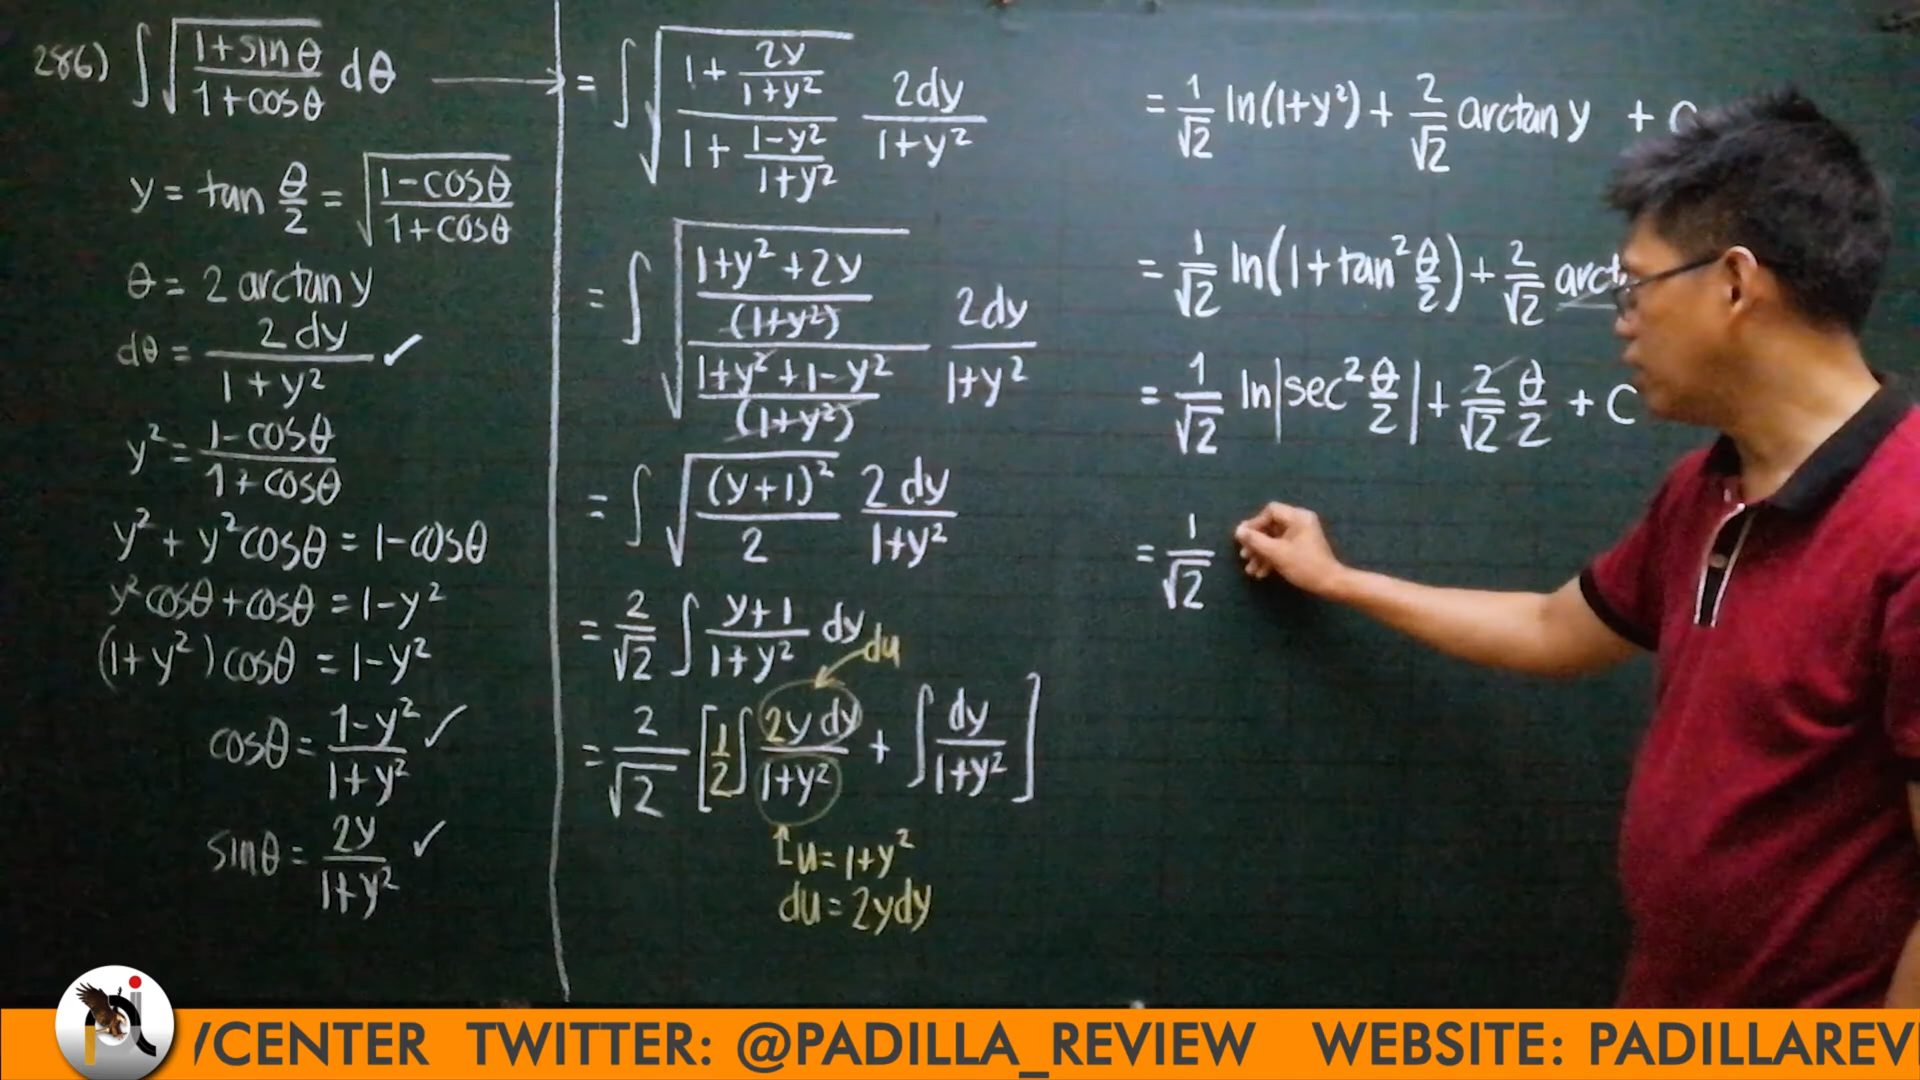 286) ∫√((1+sinθ)/(1+cosθ)) dθ
y = tan θ/2 = √((1-cosθ)/(1+cosθ))
θ = 2 arctan y
dθ = 2dy/(1+y²) ✓
y² = (1-cosθ)/(1+cosθ)
y² + y²cosθ = 1-cosθ
y²cosθ + cosθ = 1-y²
(1+y²)cosθ = 1-y²
cosθ = (1-y²)/(1+y²) ✓
sinθ = 2y/(1+y²) ✓
= ∫√((1 + 2y/(1+y²))/(1 + (1-y²)/(1+y²))) 2dy/(1+y²)
= ∫√(((1+y²+2y)/(1+y²))/((1+y²+1-y²)/(1+y²))) 2dy/(1+y²)
= ∫√((y+1)²/2) 2dy/(1+y²)
= 2/√2 ∫ (y+1)/(1+y²) dy
du
= 2/√2 [1/2 ∫ 2ydy/(1+y²) + ∫ dy/(1+y²)]
u = 1+y²
du = 2ydy
= 1/√2 ln(1+y²) + 2/√2 arctan y + C
= 1/√2 ln(1+tan² θ/2) + 2/√2
= 1/√2 ln|sec² θ/2| + 2/√2 θ/2 + C
= 1/√2
/CENTER TWITTER: @PADILLA_REVIEW WEBSITE: PADILLAREV